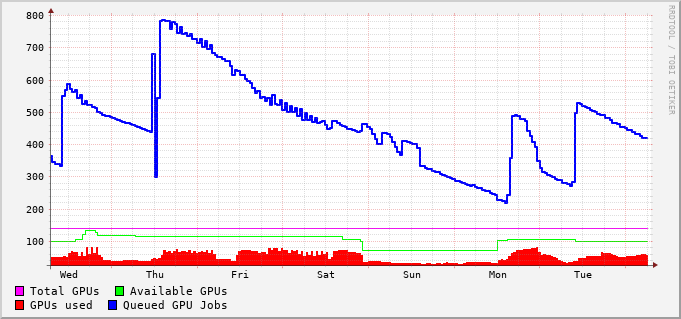 800
700
600
500
400
300
200
100
Wed Thu Fri Sat Sun Mon Tue
Total GPUs Available GPUs
GPUs used Queued GPU Jobs
RRDTOOL / TOBI OETIKER